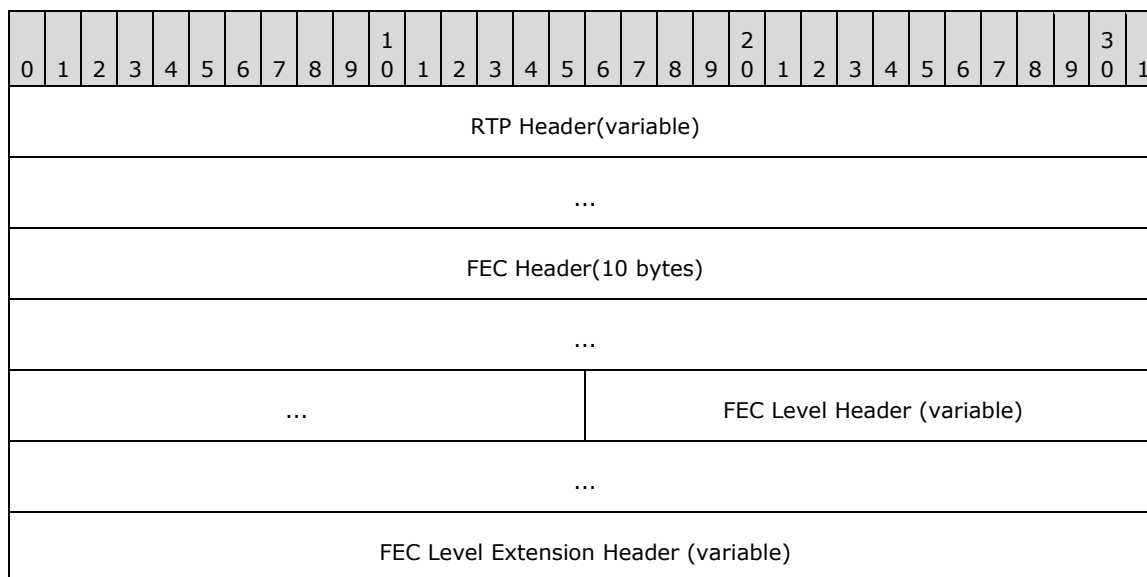 1 2 3
0 1 2 3 4 5 6 7 8 9 0 1 2 3 4 5 6 7 8 9 0 1 2 3 4 5 6 7 8 9 0 1
RTP Header(variable)
...
FEC Header(10 bytes)
...
... FEC Level Header (variable)
...
FEC Level Extension Header (variable)